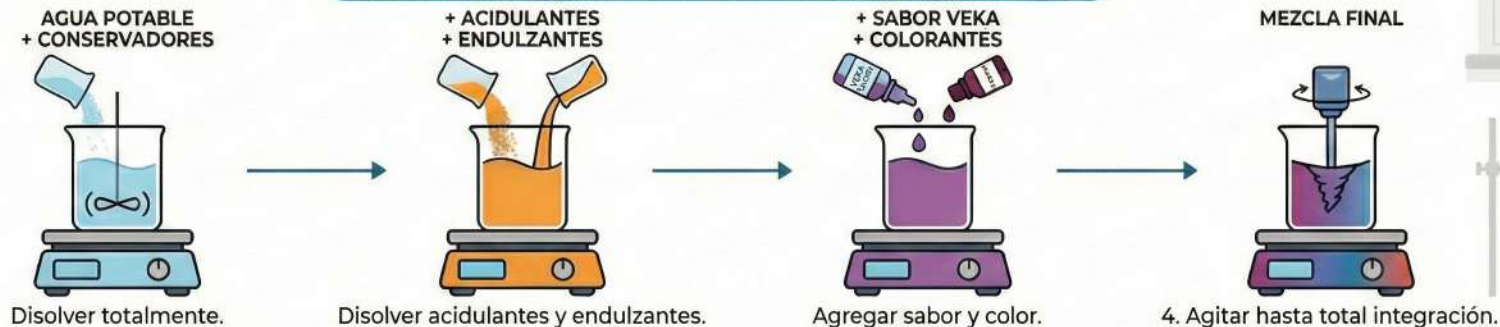 AGUA POTABLE
+ CONSERVADORES
Disolver totalmente.
+ ACIDULANTES
+ ENDULZANTES
Disolver acidulantes y endulzantes.
+ SABOR VEKA
+ COLORANTES
VEKA
Agregar sabor y color.
MEZCLA FINAL
4. Agitar hasta total integración.